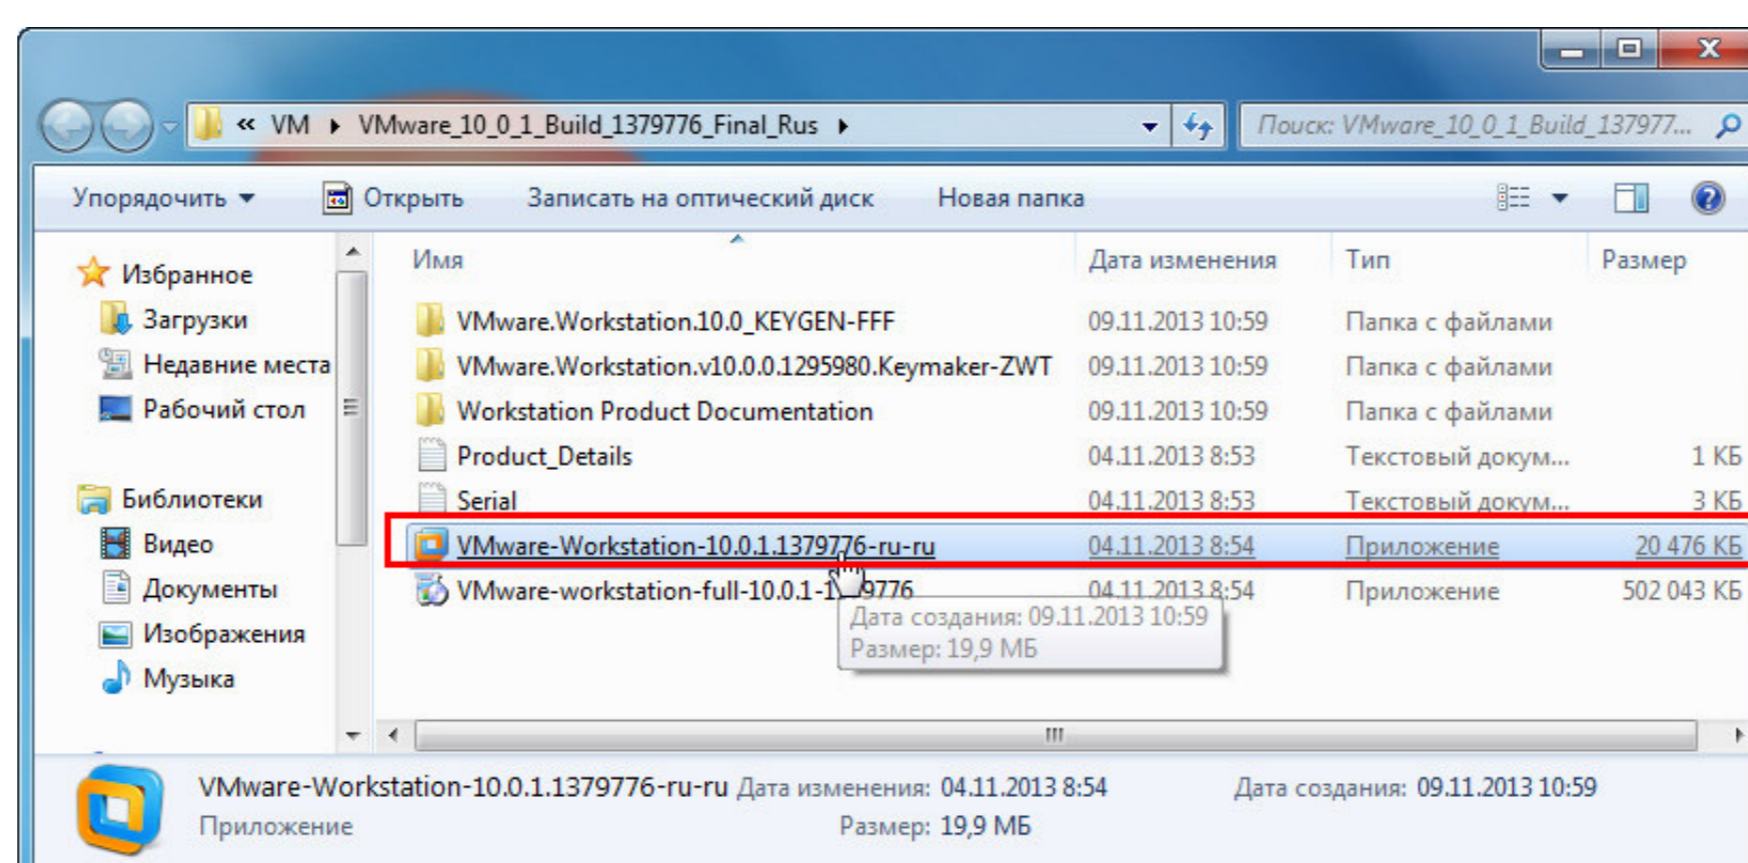 « VM ▸ VMware_10_0_1_Build_1379776_Final_Rus ▸ Поиск: VMware_10_0_1_Build_137977...
Упорядочить Открыть Записать на оптический диск Новая папка
Имя Дата изменения Тип Размер
Избранное
Загрузки
Недавние места
Рабочий стол
Библиотеки
Видео
Документы
Изображения
Музыка
VMware.Workstation.10.0_KEYGEN-FFF 09.11.2013 10:59 Папка с файлами
VMware.Workstation.v10.0.0.1295980.Keymaker-ZWT 09.11.2013 10:59 Папка с файлами
Workstation Product Documentation 09.11.2013 10:59 Папка с файлами
Product_Details 04.11.2013 8:53 Текстовый докум... 1 КБ
Serial 04.11.2013 8:53 Текстовый докум... 3 КБ
VMware-Workstation-10.0.1.1379776-ru-ru 04.11.2013 8:54 Приложение 20 476 КБ
VMware-workstation-full-10.0.1-1379776 04.11.2013 8:54 Приложение 502 043 КБ
Дата создания: 09.11.2013 10:59
Размер: 19,9 МБ
VMware-Workstation-10.0.1.1379776-ru-ru Дата изменения: 04.11.2013 8:54 Дата создания: 09.11.2013 10:59
Приложение Размер: 19,9 МБ